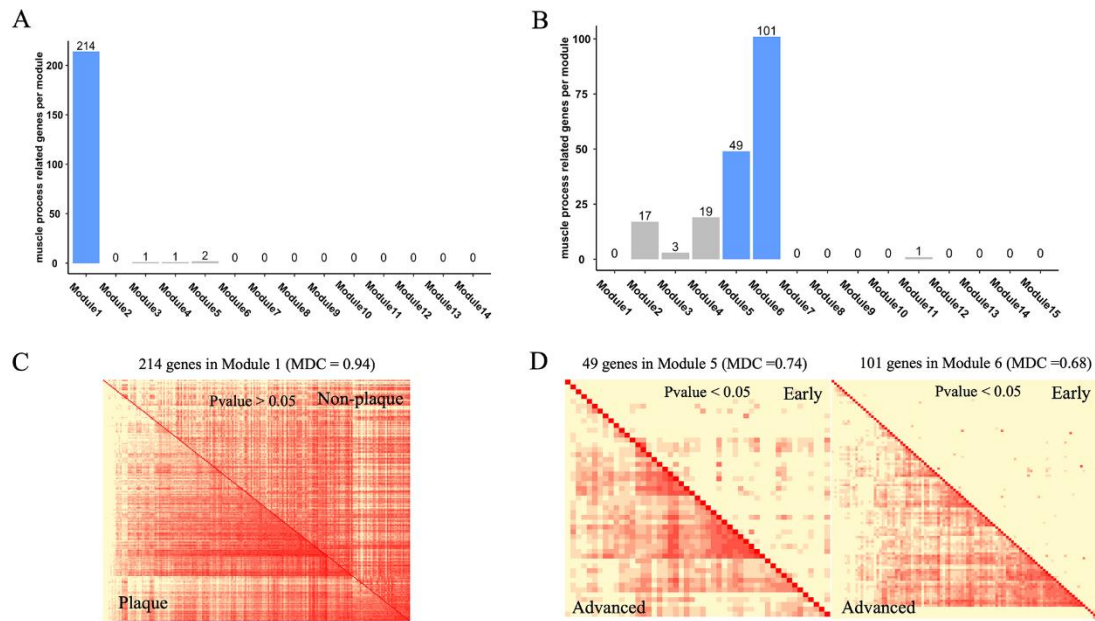 A
muscle process related genes per module
200
150
100
50
0
214
0
1
1
2
0
0
0
0
0
0
0
0
0
Module1
Module2
Module3
Module4
Module5
Module6
Module7
Module8
Module9
Module10
Module11
Module12
Module13
Module14
B
muscle process related genes per module
100
75
50
25
0
0
17
3
19
49
101
0
0
0
0
1
0
0
0
Module1
Module2
Module3
Module4
Module5
Module6
Module7
Module8
Module9
Module10
Module11
Module12
Module13
Module14
Module15
C
214 genes in Module 1 (MDC = 0.94)
Pvalue > 0.05
Non-plaque
Plaque
D
49 genes in Module 5 (MDC =0.74)
Pvalue < 0.05
Early
Advanced
101 genes in Module 6 (MDC =0.68)
Pvalue < 0.05
Early
Advanced